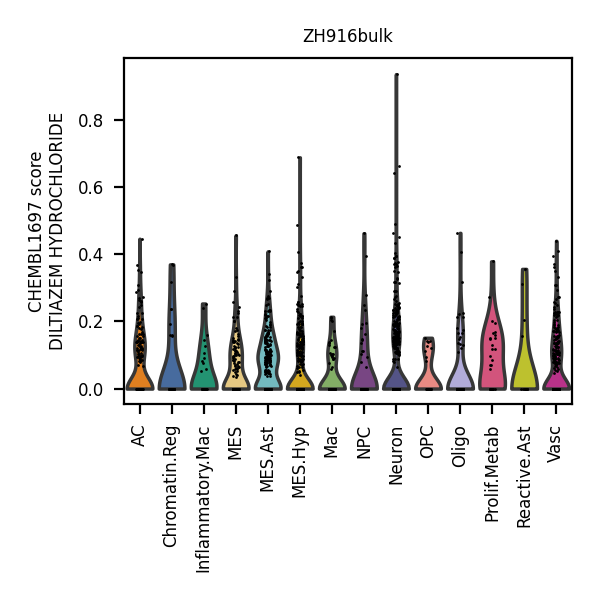 ZH916bulk
CHEMBL1697 score
DILTIAZEM HYDROCHLORIDE
0.8
0.6
0.4
0.2
0.0
AC
Chromatin.Reg
Inflammatory.Mac
MES
MES.Ast
MES.Hyp
Mac
NPC
Neuron
OPC
Oligo
Prolif.Metab
Reactive.Ast
Vasc